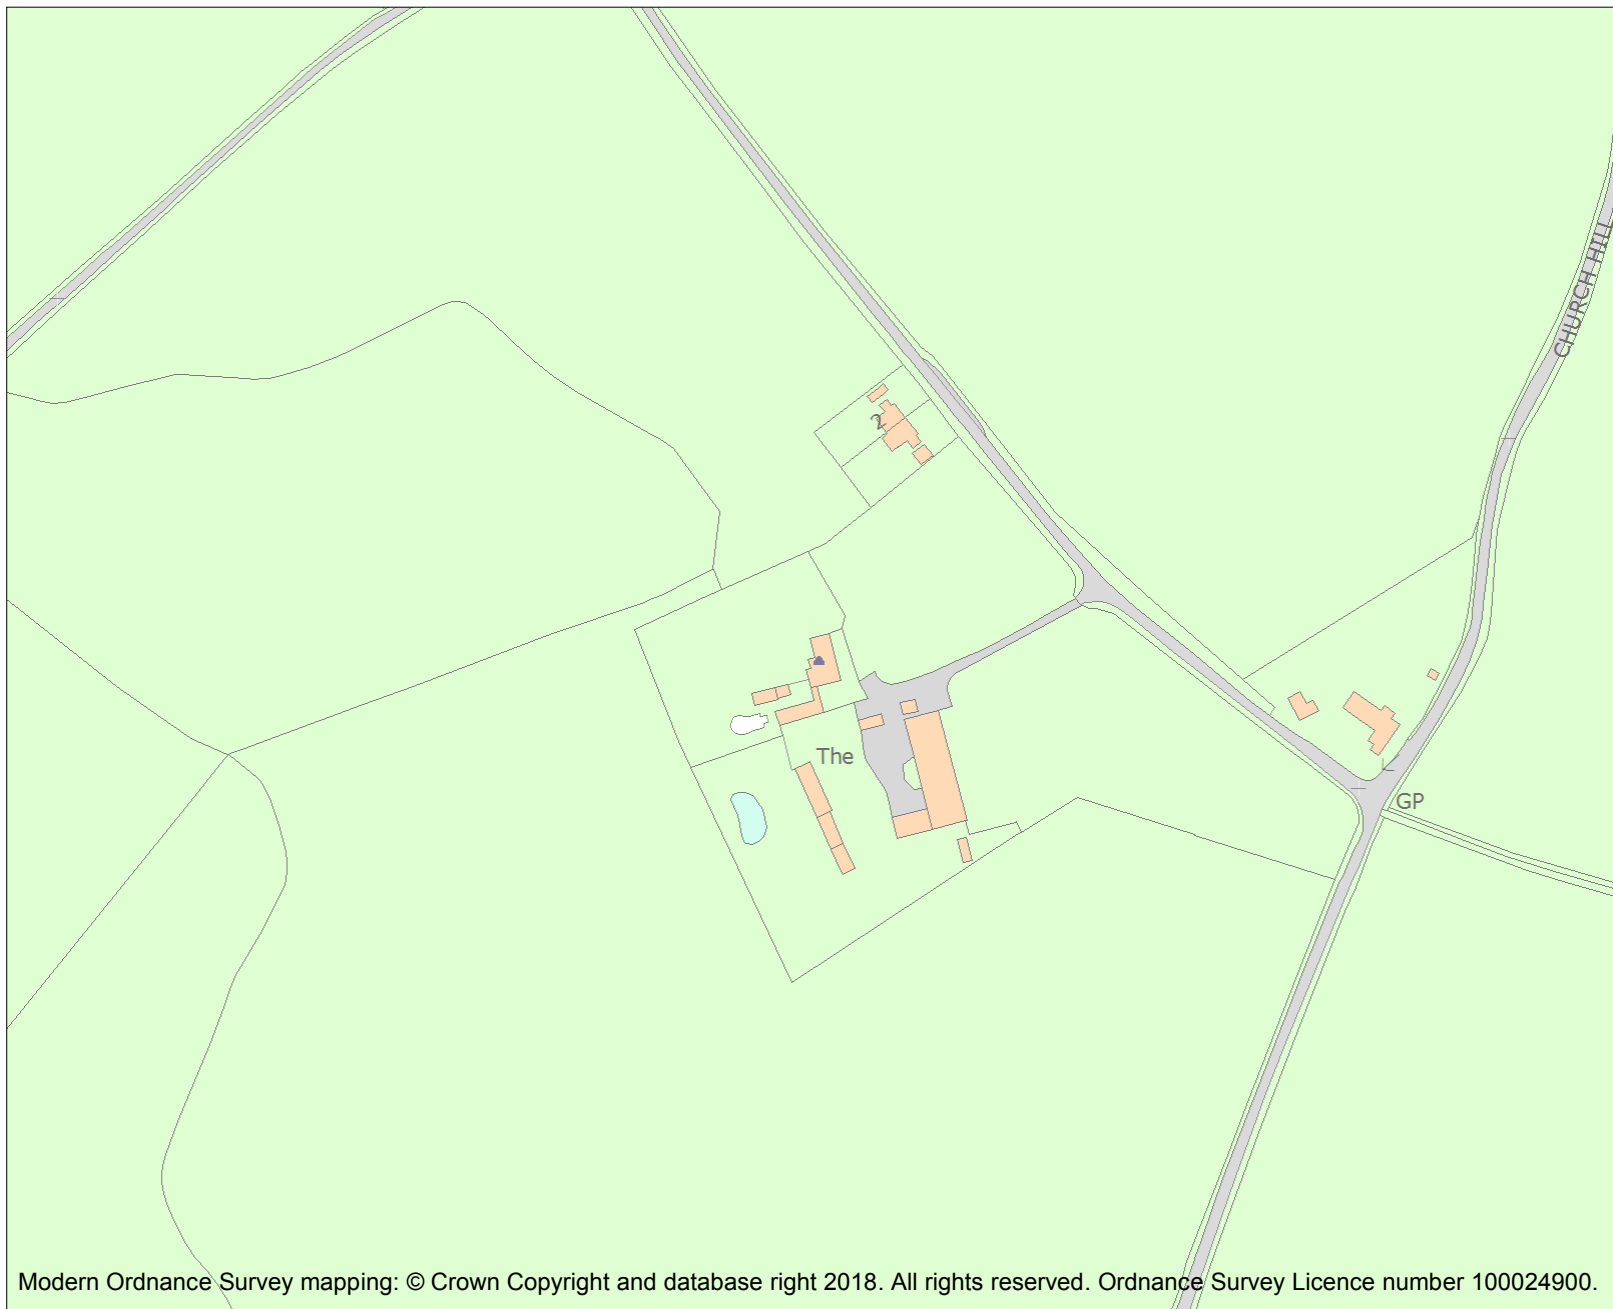 CHURCH HILL
2
The
GP
Modern Ordnance Survey mapping: © Crown Copyright and database right 2018. All rights reserved. Ordnance Survey Licence number 100024900.